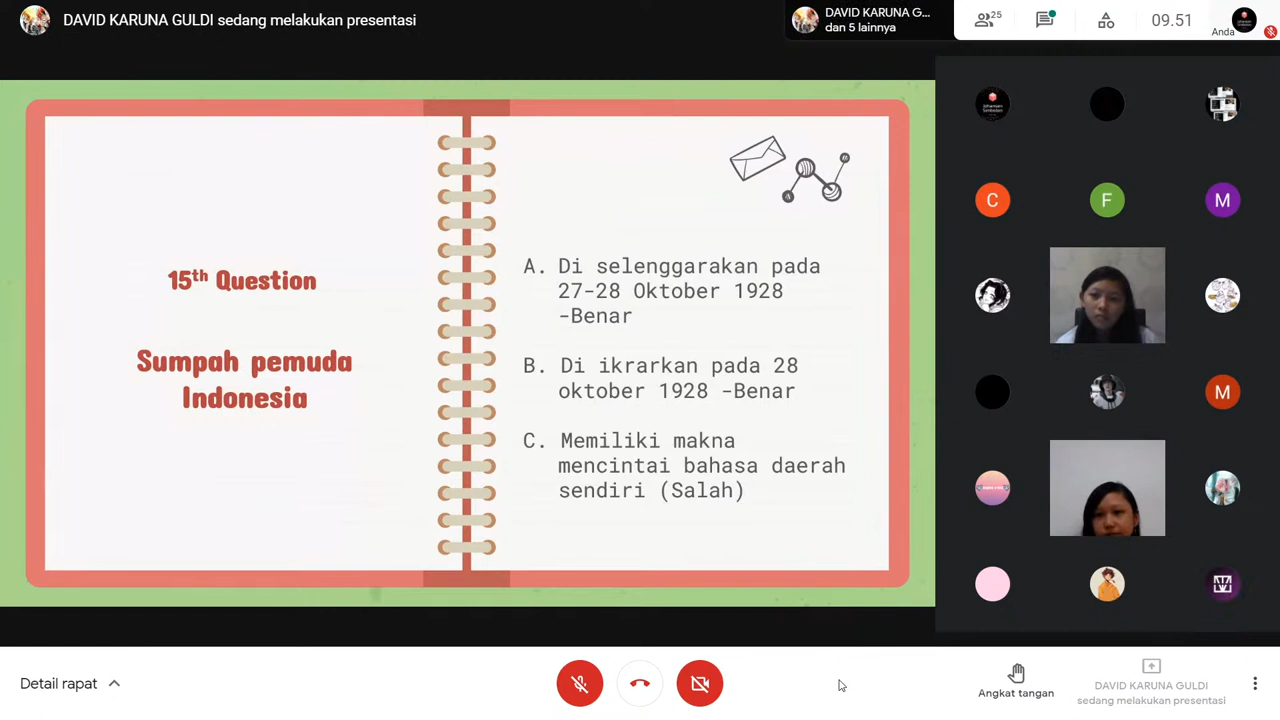 DAVID KARUNA GULDI sedang melakukan presentasi
DAVID KARUNA G...
dan 5 lainnya
25
09.51
Anda
15th Question
Sumpah pemuda
Indonesia
A. Di selenggarakan pada
27-28 Oktober 1928
-Benar
B. Di ikrarkan pada 28
oktober 1928 -Benar
C. Memiliki makna
mencintai bahasa daerah
sendiri (Salah)
C
F
M
M
Detail rapat
Angkat tangan
DAVID KARUNA GULDI
sedang melakukan presentasi